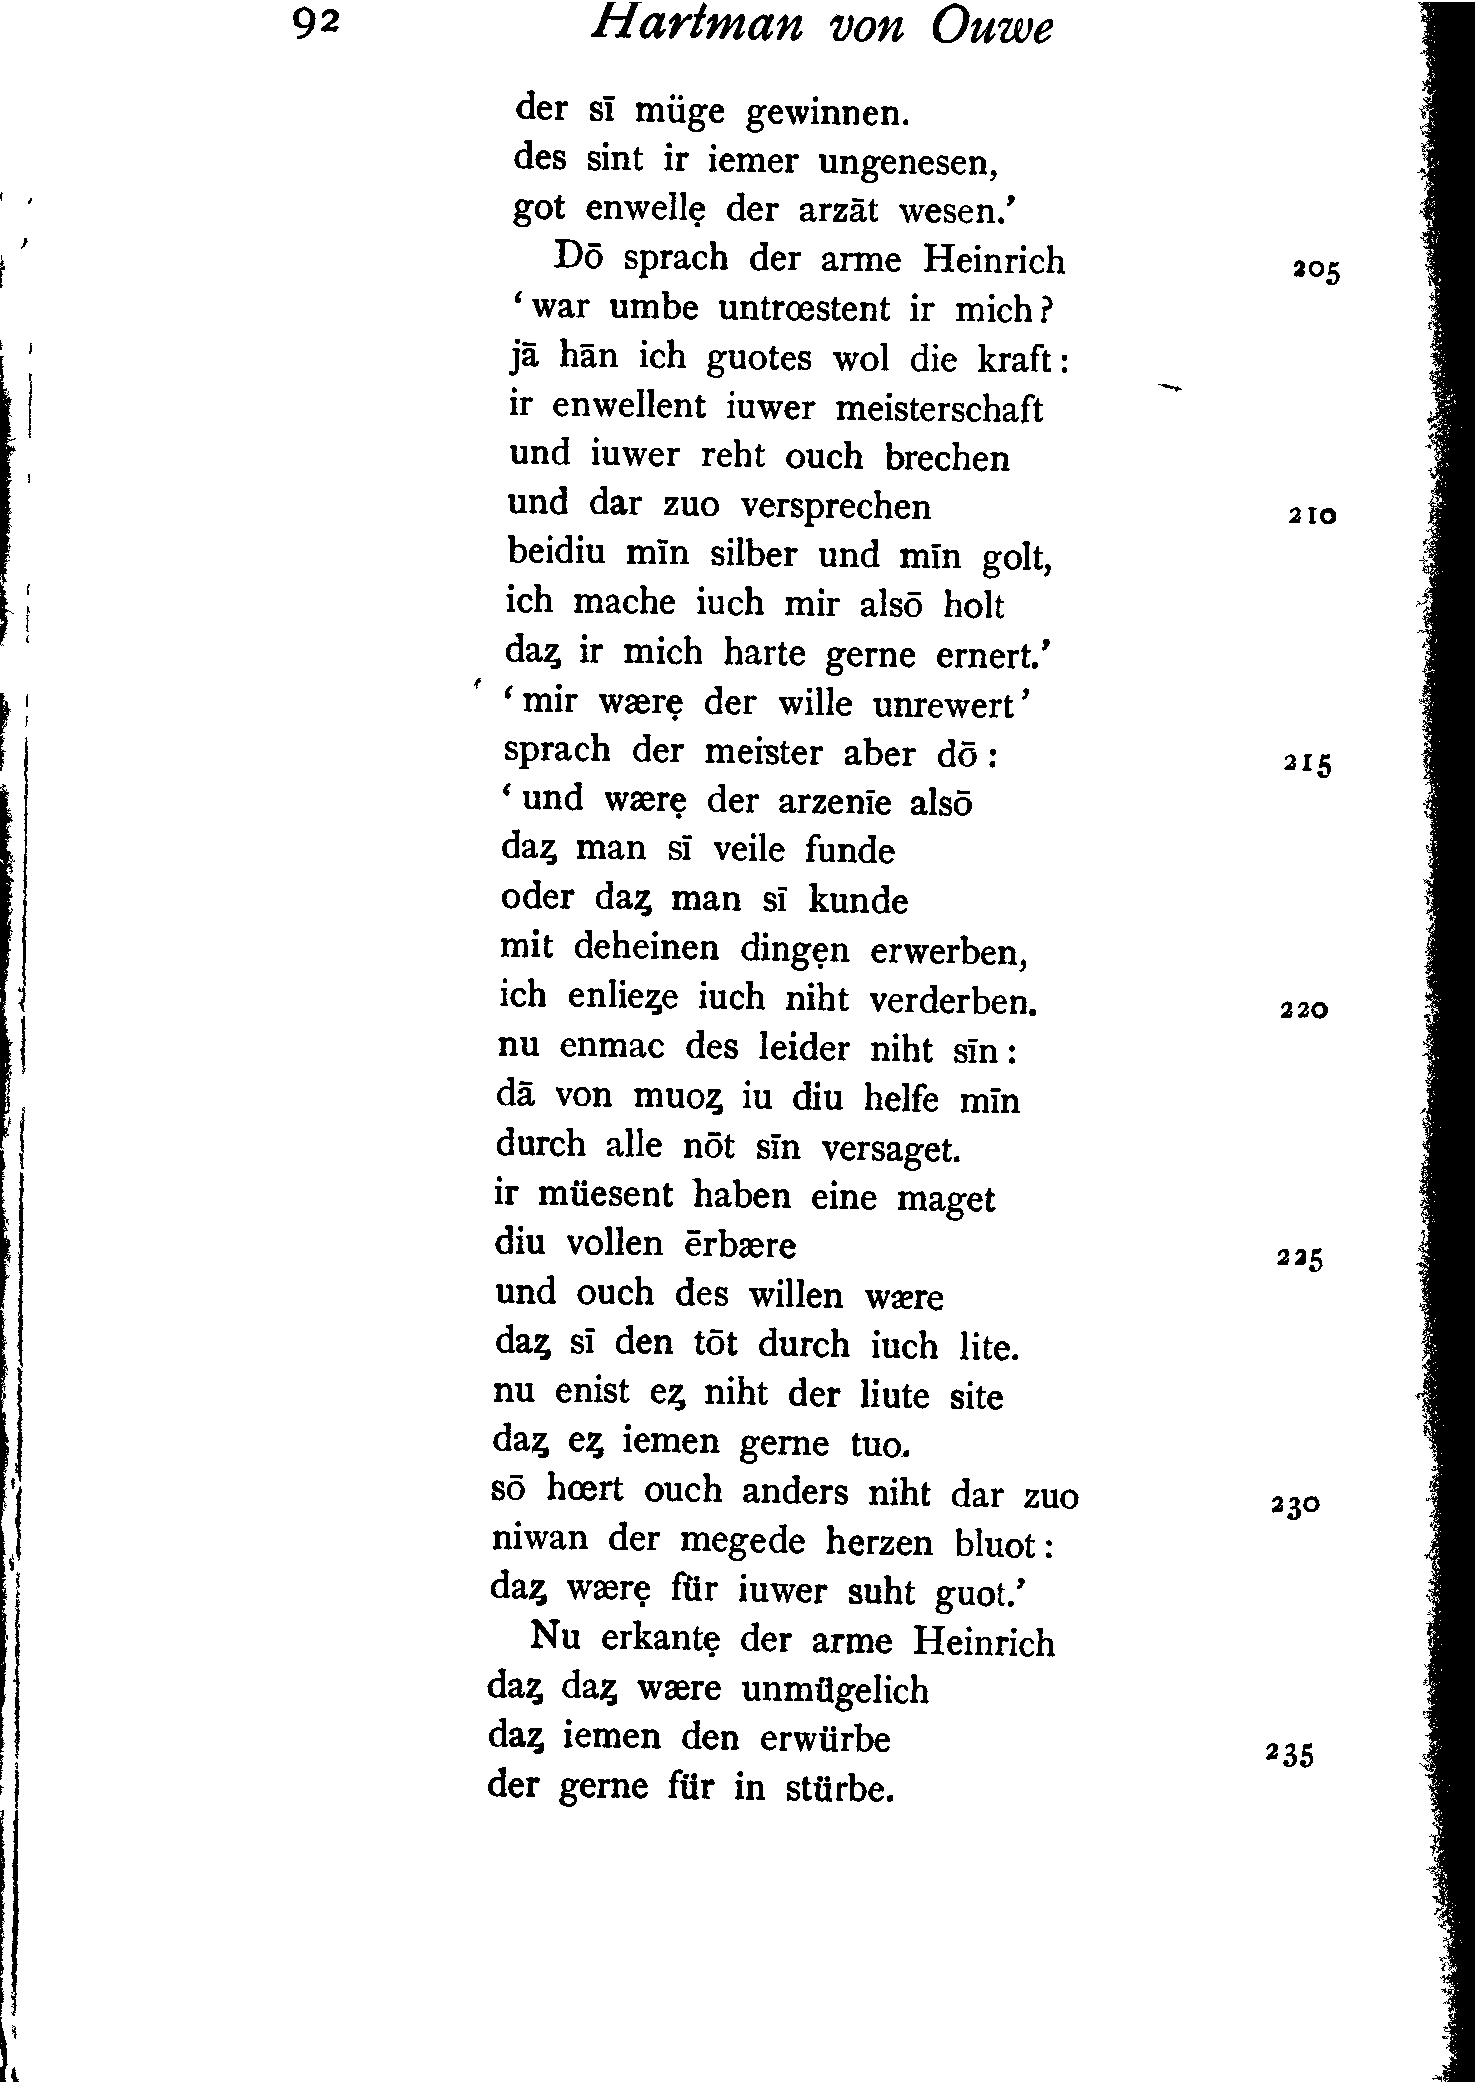 92 Hartman von Ouwe
der sī müge gewinnen.
des sint ir iemer ungenesen,
got enwellẹ der arzāt wesen.’
Dō sprach der arme Heinrich 205
‘war umbe untrœstent ir mich?
jā hān ich guotes wol die kraft:
ir enwellent iuwer meisterschaft
und iuwer reht ouch brechen
und dar zuo versprechen 210
beidiu mīn silber und mīn golt,
ich mache iuch mir alsō holt
daȥ ir mich harte gerne ernert.’
‘mir wærẹ der wille unrewert’
sprach der meister aber dō: 215
‘und wærẹ der arzenīe alsō
daȥ man sī veile funde
oder daȥ man sī kunde
mit deheinen dingẹn erwerben,
ich enlieȥe iuch niht verderben. 220
nu enmac des leider niht sīn:
dā von muoȥ iu diu helfe mīn
durch alle nōt sīn versaget.
ir müesent haben eine maget
diu vollen ērbære 225
und ouch des willen wære
daȥ sī den tōt durch iuch lite.
nu enist eȥ niht der liute site
daȥ eȥ iemen gerne tuo.
sō hœrt ouch anders niht dar zuo 230
niwan der megede herzen bluot:
daȥ wærẹ für iuwer suht guot.’
Nu erkantẹ der arme Heinrich
daȥ daȥ wære unmügelich
daȥ iemen den erwürbe 235
der gerne für in stürbe.